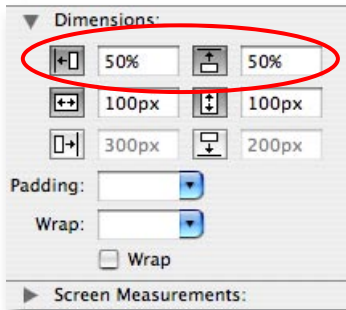 Dimensions:
50% 50%
100px 100px
300px 200px
Padding:
Wrap:
Wrap
Screen Measurements: